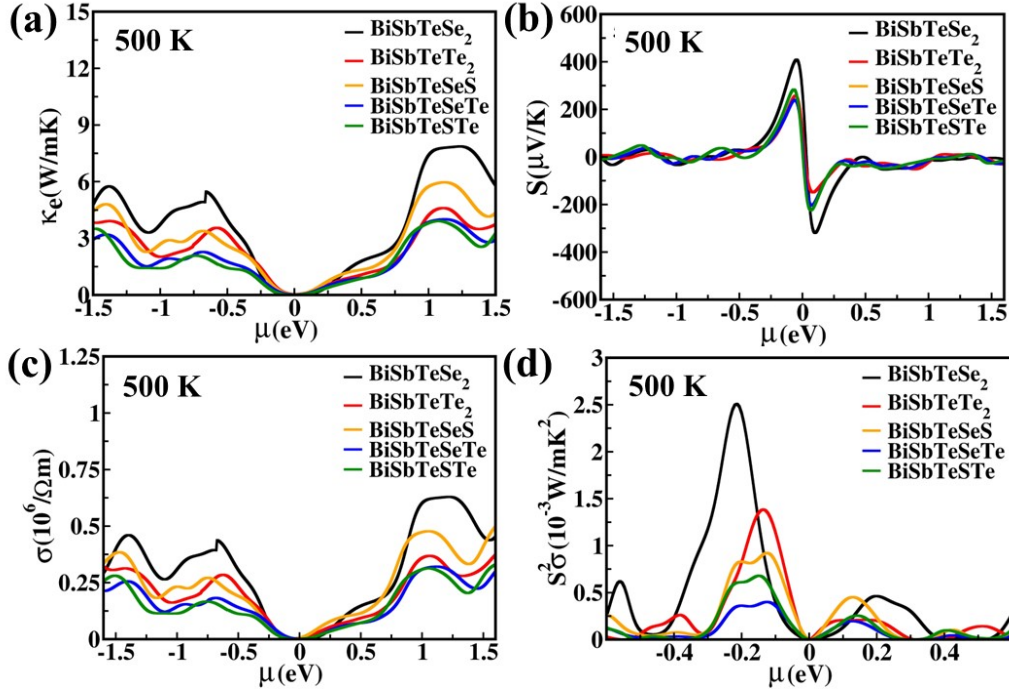 (a)
500 K
BiSbTeSe2
BiSbTeTe2
BiSbTeSeS
BiSbTeSeTe
BiSbTeSTe
κe(W/mK)
15
12
9
6
3
0
-1.5 -1 -0.5 0 0.5 1 1.5
μ(eV)
(b)
500 K
BiSbTeSe2
BiSbTeTe2
BiSbTeSeS
BiSbTeSeTe
BiSbTeSTe
S(μV/K)
600
400
200
0
-200
-400
-600
-1.5 -1 -0.5 0 0.5 1 1.5
μ(eV)
(c)
500 K
BiSbTeSe2
BiSbTeTe2
BiSbTeSeS
BiSbTeSeTe
BiSbTeSTe
σ(10^6/Ωm)
1.25
1
0.75
0.5
0.25
0
-1.5 -1 -0.5 0 0.5 1 1.5
μ(eV)
(d)
500 K
BiSbTeSe2
BiSbTeTe2
BiSbTeSeS
BiSbTeSeTe
BiSbTeSTe
S^2σ(10^-3W/mK^2)
3
2.5
2
1.5
1
0.5
0
-0.4 -0.2 0 0.2 0.4
μ(eV)